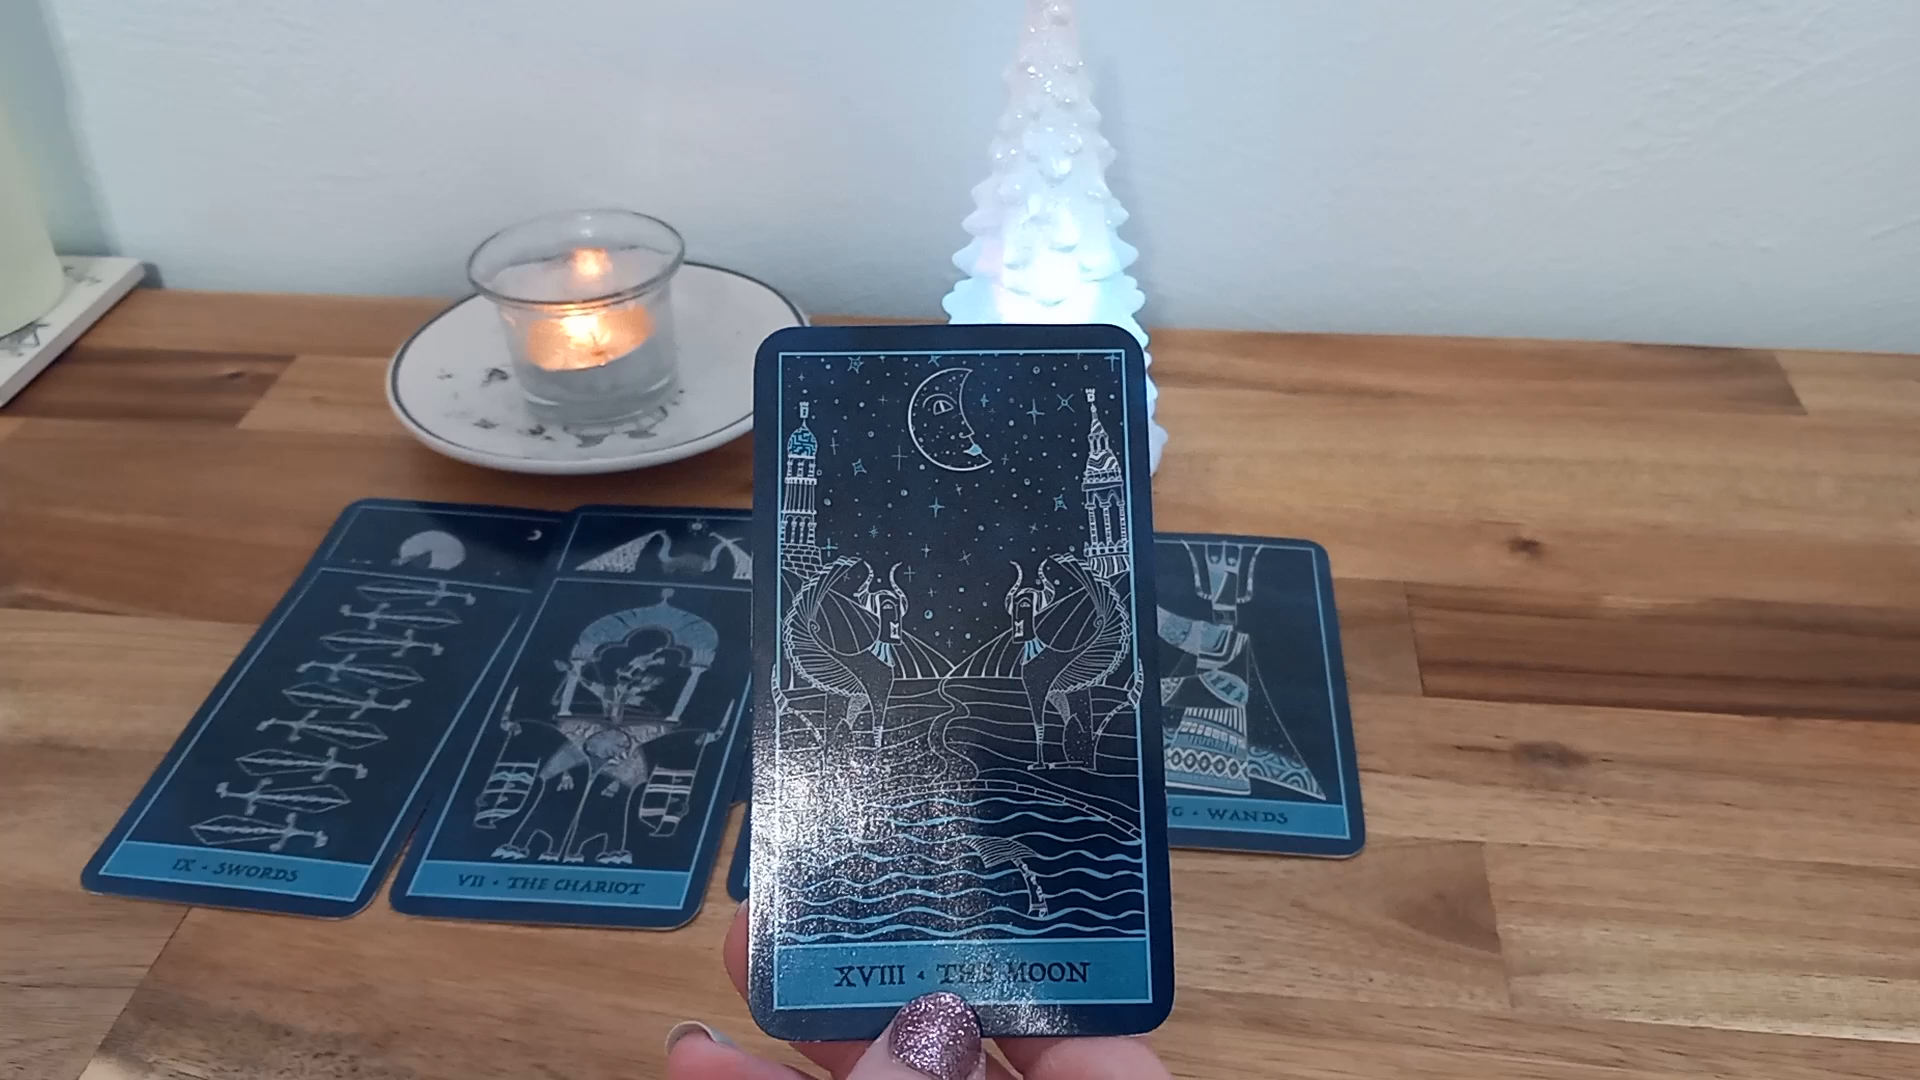 IX • SWORDS
VII • THE CHARIOT
XVIII • THE MOON
G • WANDS